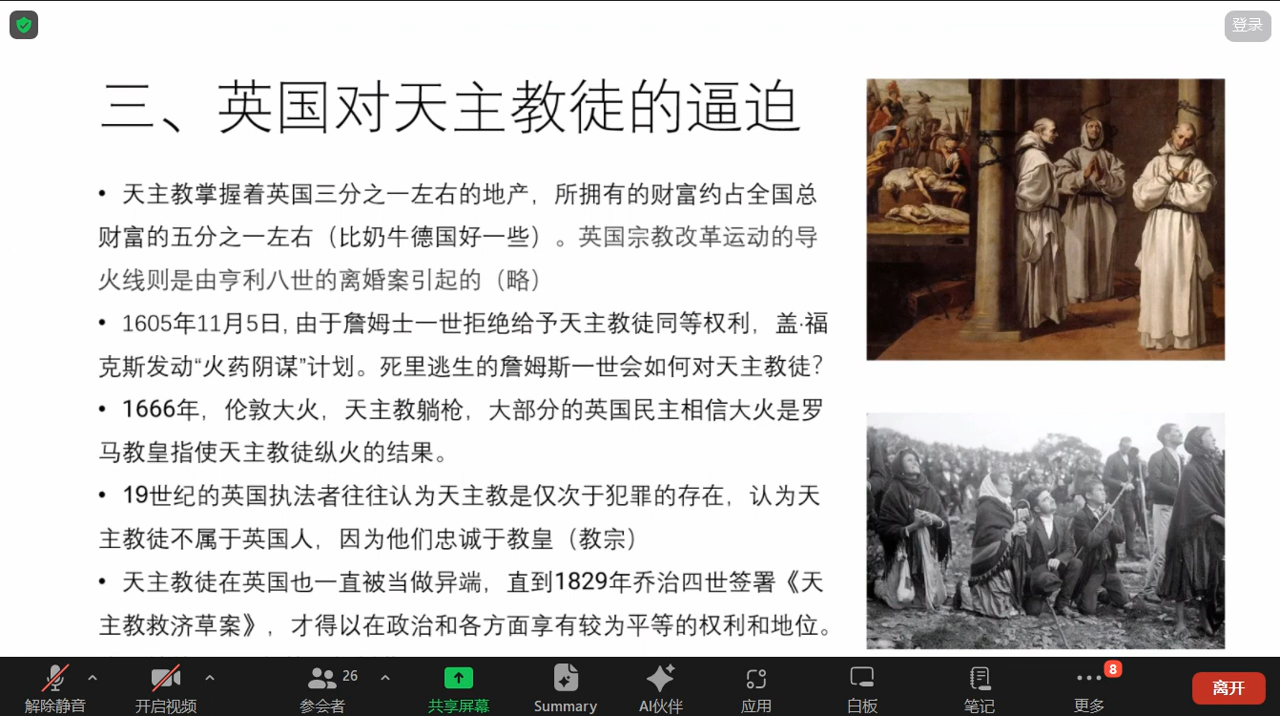 登录
三、英国对天主教徒的逼迫
• 天主教掌握着英国三分之一左右的地产，所拥有的财富约占全国总
财富的五分之一左右（比奶牛德国好一些）。英国宗教改革运动的导
火线则是由亨利八世的离婚案引起的（略）
• 1605年11月5日, 由于詹姆士一世拒绝给予天主教徒同等权利，盖·福
克斯发动“火药阴谋”计划。死里逃生的詹姆斯一世会如何对天主教徒？
• 1666年，伦敦大火，天主教躺枪，大部分的英国民主相信大火是罗
马教皇指使天主教徒纵火的结果。
• 19世纪的英国执法者往往认为天主教是仅次于犯罪的存在，认为天
主教徒不属于英国人，因为他们忠诚于教皇（教宗）
• 天主教徒在英国也一直被当做异端，直到1829年乔治四世签署《天
主教救济草案》，才得以在政治和各方面享有较为平等的权利和地位。
26
8
解除静音
开启视频
参会者
共享屏幕
Summary
AI伙伴
应用
白板
笔记
更多
离开